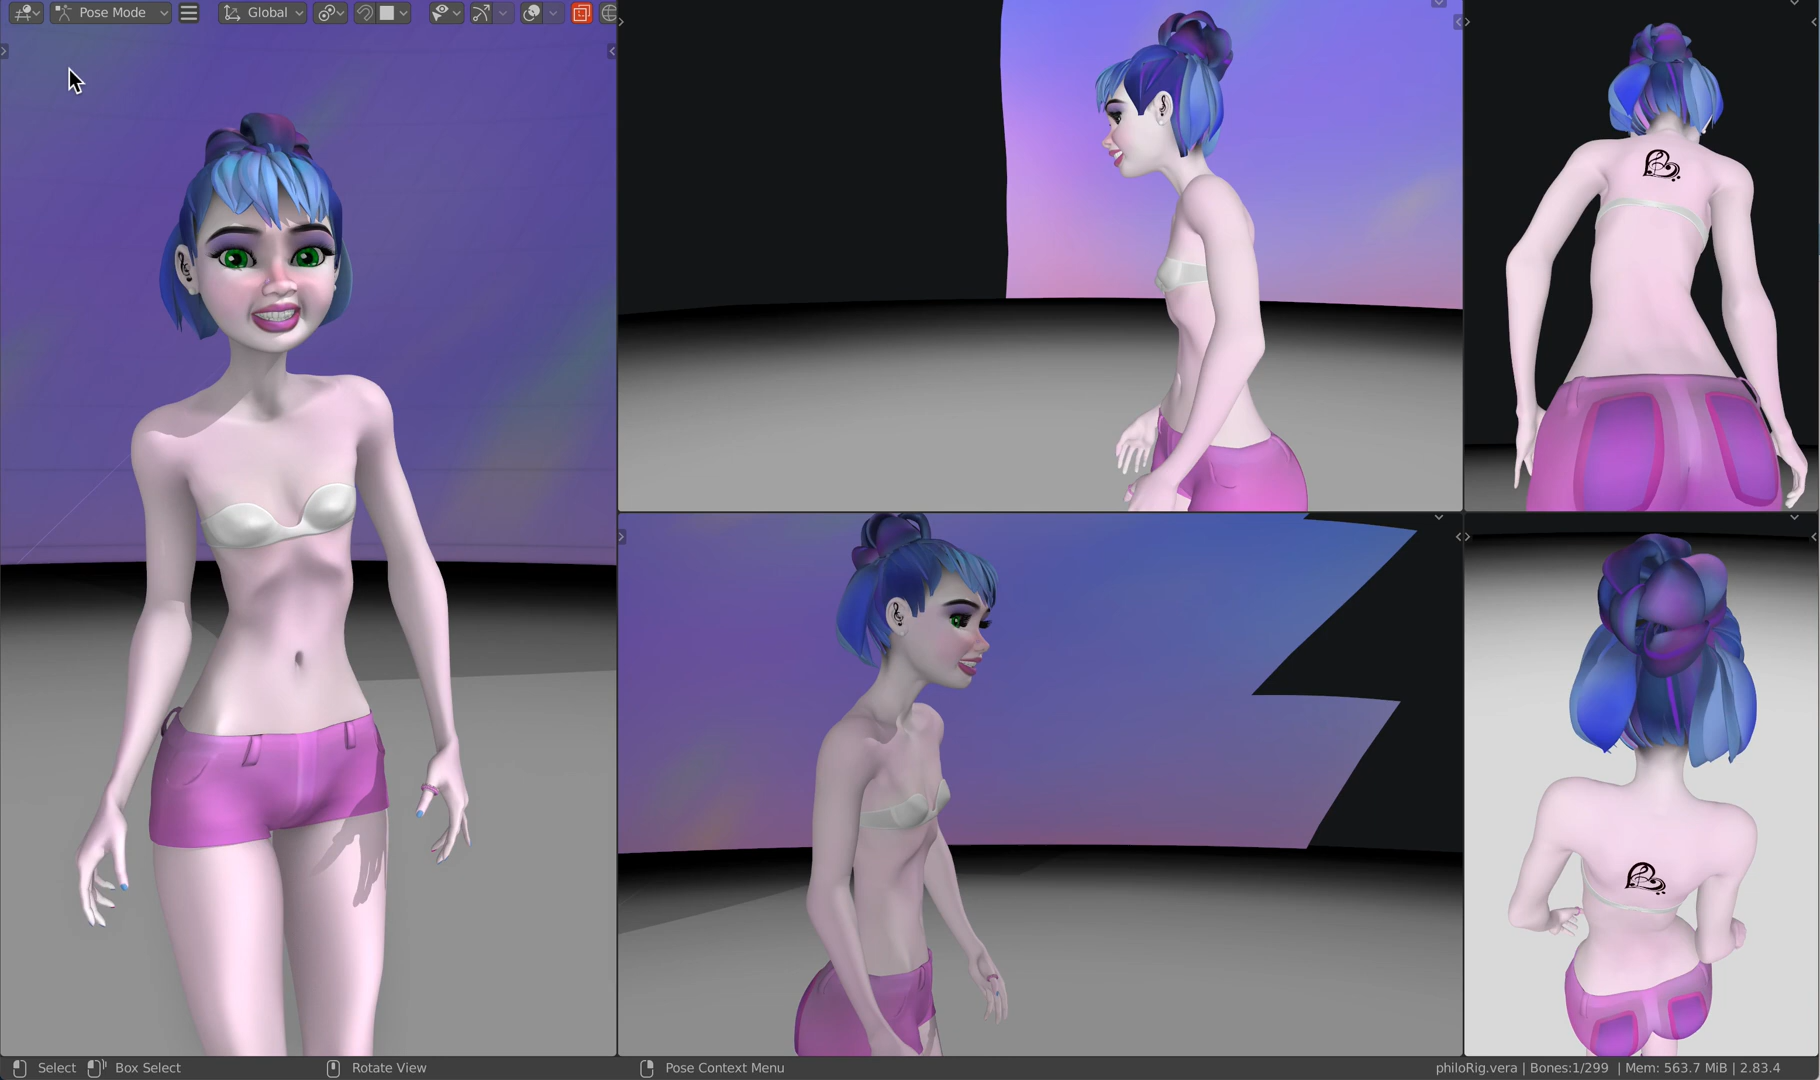 Pose Mode
Global
Select
Box Select
Rotate View
Pose Context Menu
philoRig.vera | Bones:1/299 | Mem: 563.7 MiB | 2.83.4